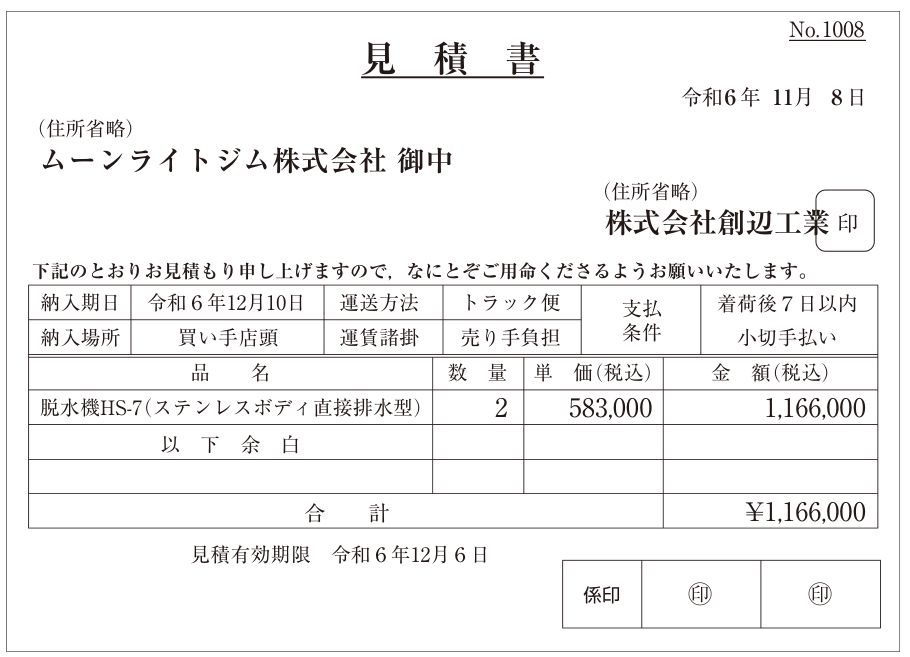 No.1008
見 積 書
令和6年 11月 8日
(住所省略)
ムーンライトジム株式会社 御中
(住所省略)
株式会社創辺工業 印
下記のとおりお見積もり申し上げますので,なにとぞご用命くださるようお願いいたします。
納入期日 令和6年12月10日 運送方法 トラック便 支払条件 着荷後7日以内
納入場所 買い手店頭 運賃諸掛 売り手負担 小切手払い
品 名 数 量 単 価(税込) 金 額(税込)
脱水機HS-7(ステンレスボディ直接排水型) 2 583,000 1,166,000
以 下 余 白
合 計 ¥1,166,000
見積有効期限 令和6年12月6日
係印 ㊞ ㊞